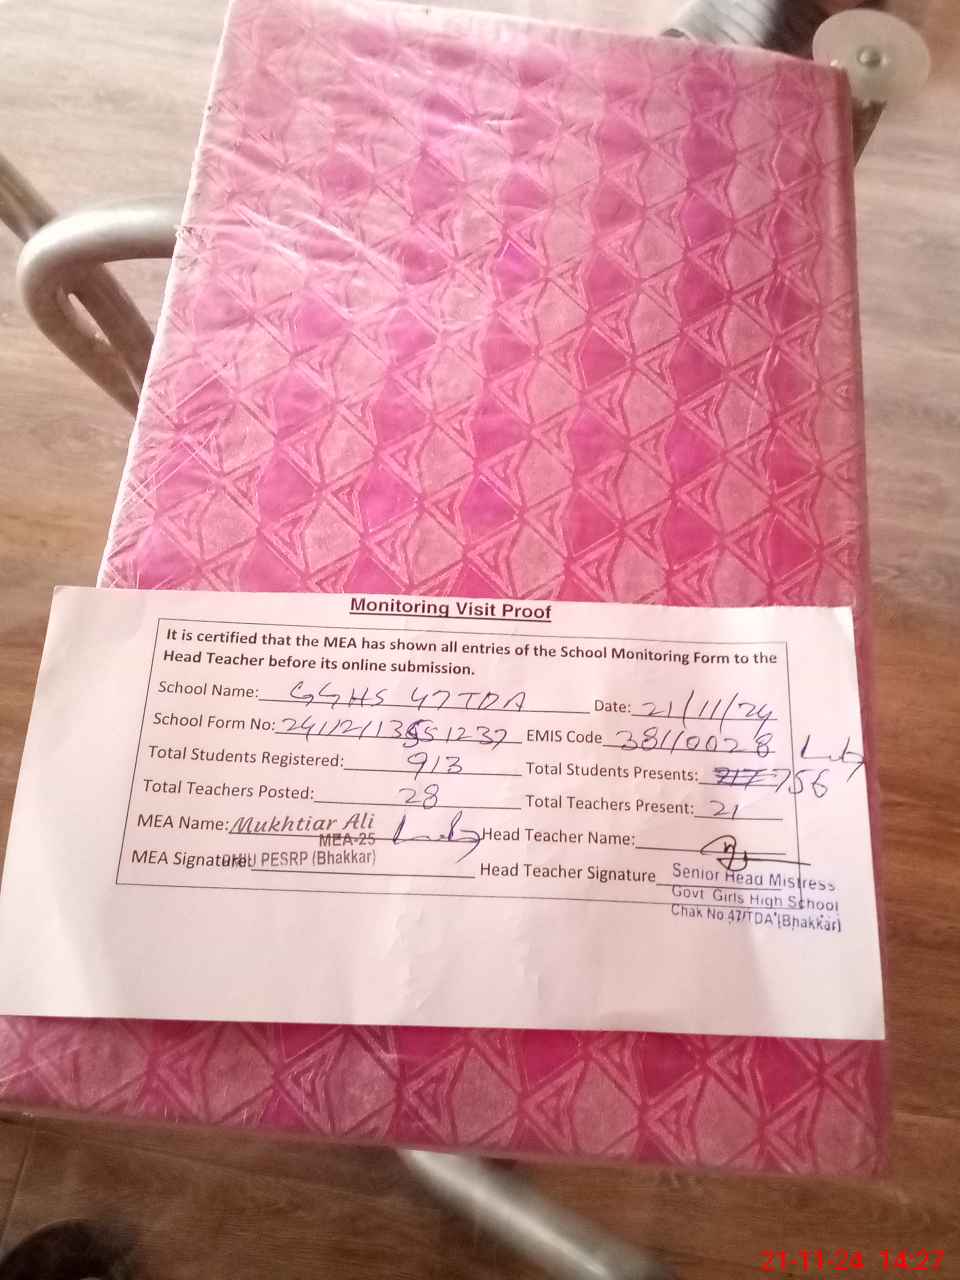 Monitoring Visit Proof
It is certified that the MEA has shown all entries of the School Monitoring Form to the
Head Teacher before its online submission.
School Name: GGHS 47 TDA Date: 21/11/24
School Form No: EMIS Code 38110028
Total Students Registered: 913 Total Students Presents: 756
Total Teachers Posted: 28 Total Teachers Present: 21
MEA Name: Mukhtiar Ali Head Teacher Name:
MEA-25
MEA Signature: PESRP (Bhakkar) Head Teacher Signature
Senior Head Mistress
Govt Girls High School
Chak No.47/TDA (Bhakkar)
21-11-24 14:27